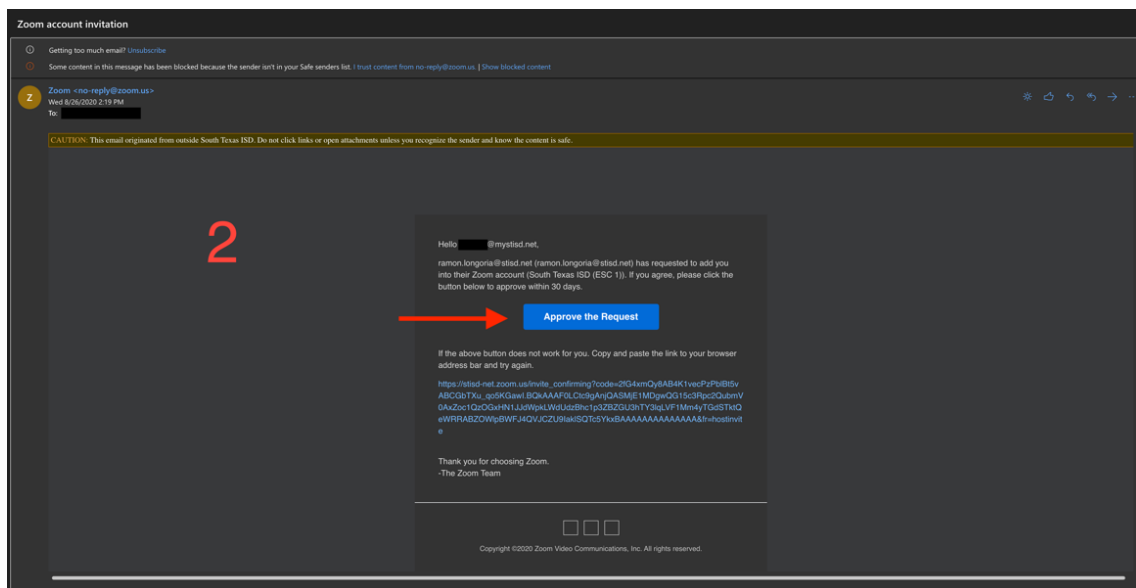 Zoom account invitation
Getting too much email? Unsubscribe
Some content in this message has been blocked because the sender isn't in your Safe senders list. I trust content from no-reply@zoom.us. | Show blocked content
Z
Zoom <no-reply@zoom.us>
Wed 8/26/2020 2:19 PM
To:
CAUTION: This email originated from outside South Texas ISD. Do not click links or open attachments unless you recognize the sender and know the content is safe.
2
Hello @mystisd.net,
ramon.longoria@stisd.net (ramon.longoria@stisd.net) has requested to add you
into their Zoom account (South Texas ISD (ESC 1)). If you agree, please click the
button below to approve within 30 days.
Approve the Request
If the above button does not work for you. Copy and paste the link to your browser
address bar and try again.
https://stisd-net.zoom.us/invite_confirming?code=
Thank you for choosing Zoom.
-The Zoom Team
Copyright ©2020 Zoom Video Communications, Inc. All rights reserved.